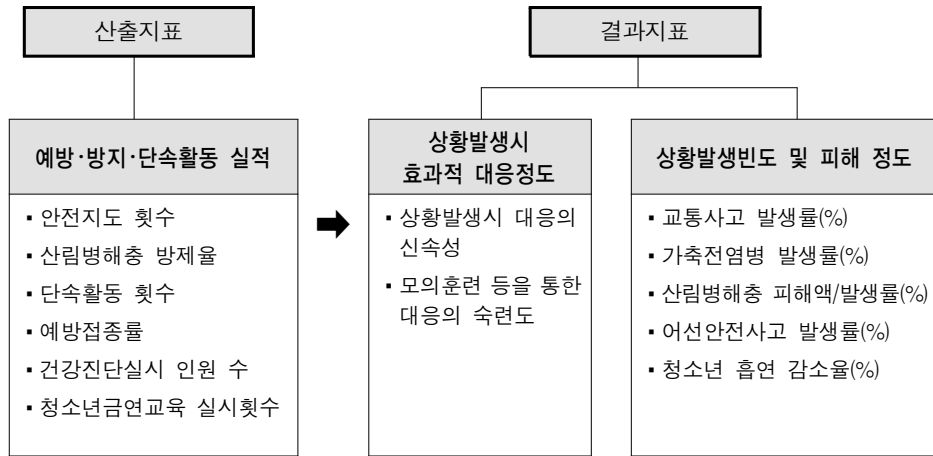 산출지표
결과지표
예방·방지·단속활동 실적
▪ 안전지도 횟수
▪ 산림병해충 방제율
▪ 단속활동 횟수
▪ 예방접종률
▪ 건강진단실시 인원 수
▪ 청소년금연교육 실시횟수
상황발생시
효과적 대응정도
▪ 상황발생시 대응의
신속성
▪ 모의훈련 등을 통한
대응의 숙련도
상황발생빈도 및 피해 정도
▪ 교통사고 발생률(%)
▪ 가축전염병 발생률(%)
▪ 산림병해충 피해액/발생률(%)
▪ 어선안전사고 발생률(%)
▪ 청소년 흡연 감소율(%)